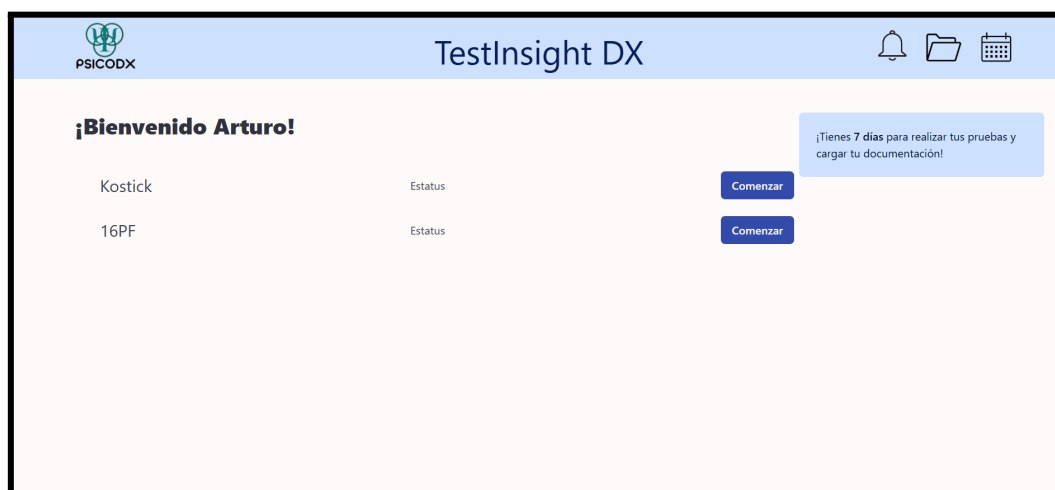 PSICODX
TestInsight DX
¡Bienvenido Arturo!
¡Tienes 7 días para realizar tus pruebas y
cargar tu documentación!
Kostick
Estatus
Comenzar
16PF
Estatus
Comenzar